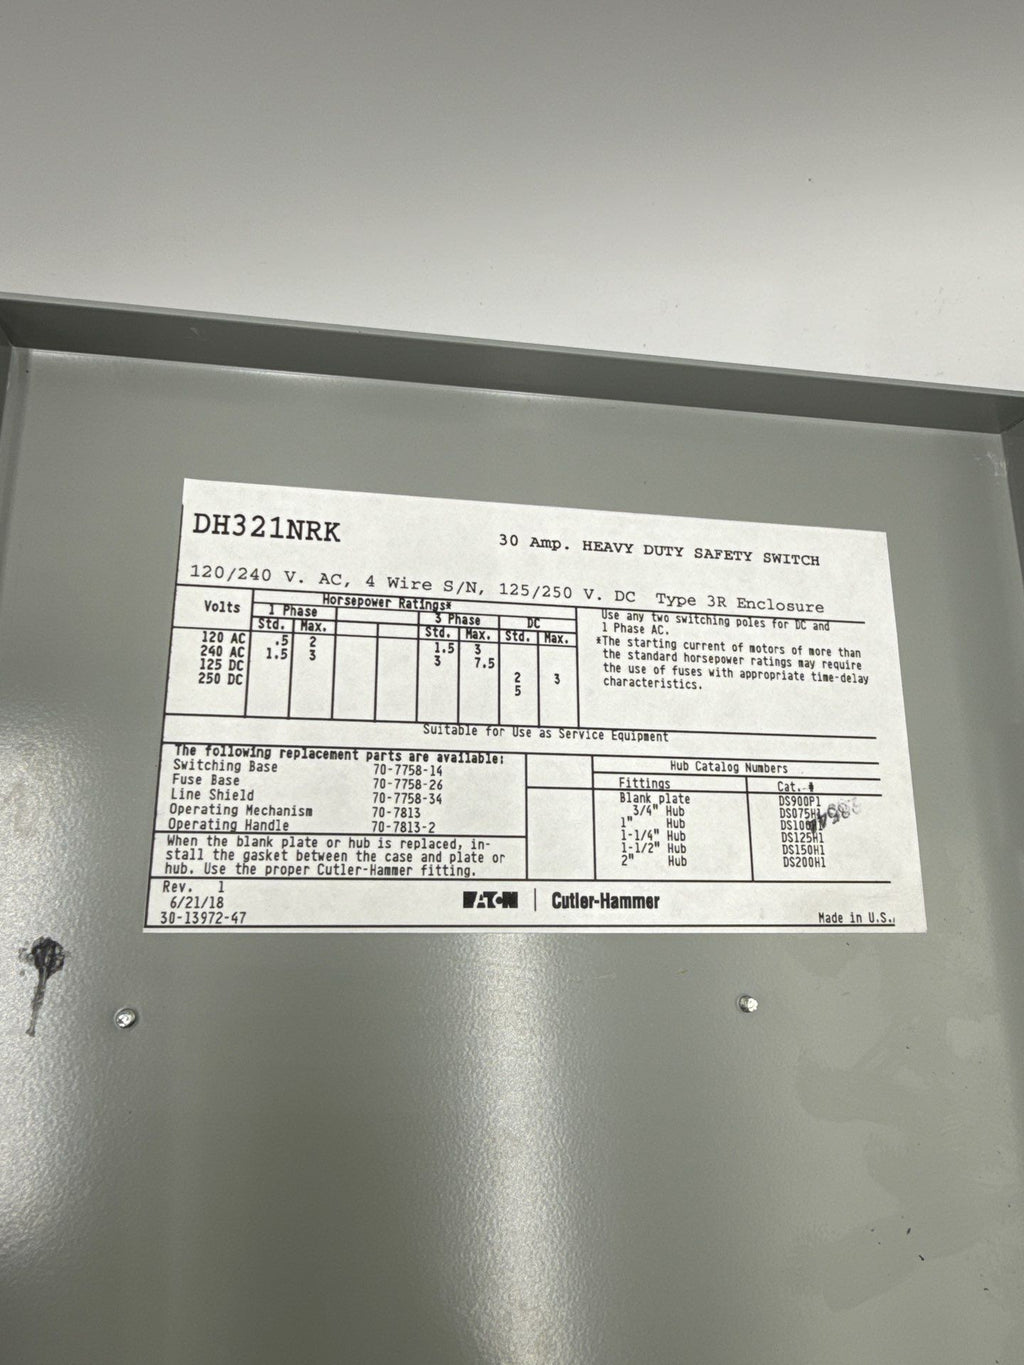 DH321NRK
30 Amp. HEAVY DUTY SAFETY SWITCH
120/240 V. AC, 4 Wire S/N, 125/250 V. DC Type 3R Enclosure
Volts
Horsepower Ratings*
1 Phase 3 Phase DC
Std. Max. Std. Max. Std. Max.
120 AC .5 2 1.5 3
240 AC 1.5 3 3 7.5
125 DC 2 3
250 DC 5
Use any two switching poles for DC and
1 Phase AC.
*The starting current of motors of more than
the standard horsepower ratings may require
the use of fuses with appropriate time-delay
characteristics.
Suitable for Use as Service Equipment
The following replacement parts are available:
Switching Base 70-7758-14
Fuse Base 70-7758-26
Line Shield 70-7758-34
Operating Mechanism 70-7813
Operating Handle 70-7813-2
When the blank plate or hub is replaced, in-
stall the gasket between the case and plate or
hub. Use the proper Cutler-Hammer fitting.
Hub Catalog Numbers
Fittings Cat. #
Blank plate DS900P1
3/4" Hub DS075H1
1" Hub
1-1/4" Hub DS125H1
1-1/2" Hub DS150H1
2" Hub DS200H1
Rev. 1
6/21/18
30-13972-47
EATON | Cutler-Hammer
Made in U.S.